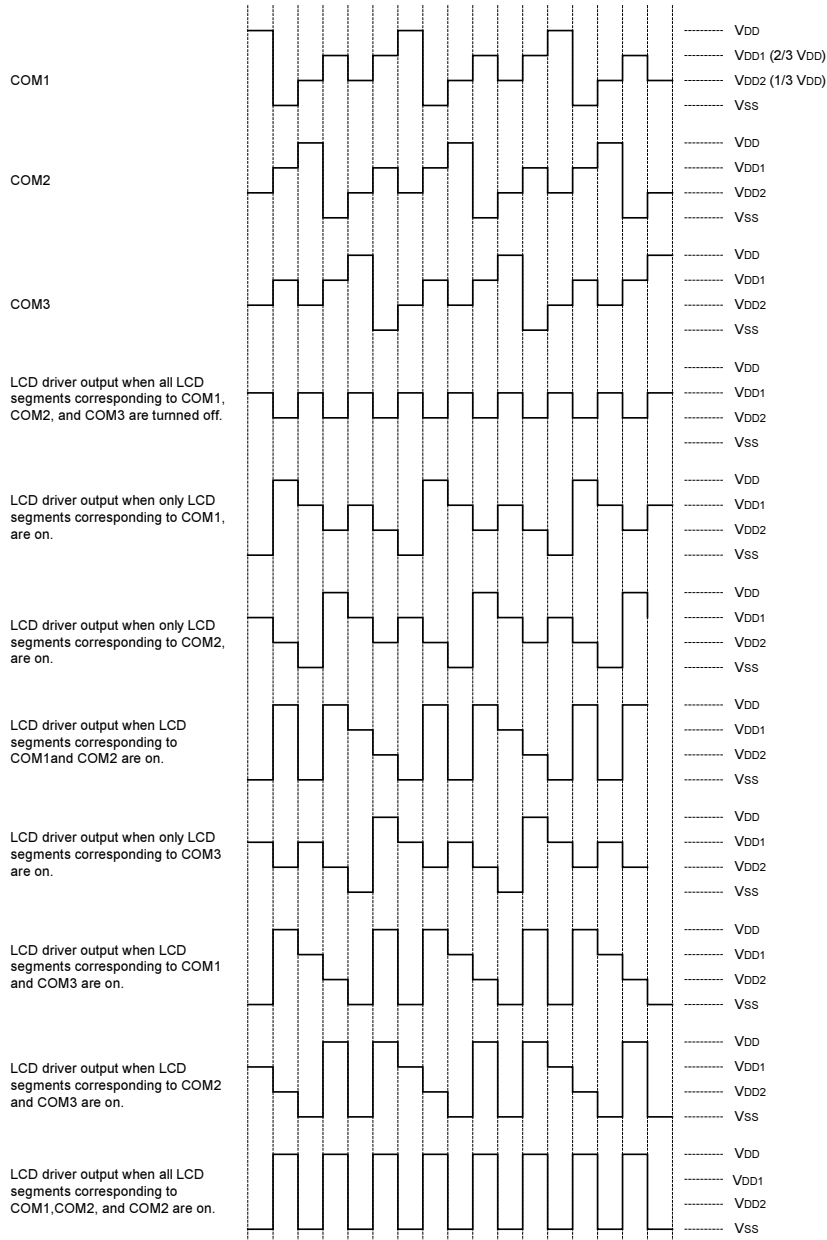 VDD
VDD1 (2/3 VDD)
COM1
VDD2 (1/3 VDD)
VSS
VDD
VDD1
COM2
VDD2
VSS
VDD
VDD1
COM3
VDD2
VSS
VDD
LCD driver output when all LCD
segments corresponding to COM1,
COM2, and COM3 are turnned off.
VDD1
VDD2
VSS
VDD
LCD driver output when only LCD
segments corresponding to COM1,
are on.
VDD1
VDD2
VSS
VDD
VDD1
LCD driver output when only LCD
segments corresponding to COM2,
are on.
VDD2
VSS
VDD
LCD driver output when LCD
segments corresponding to
COM1and COM2 are on.
VDD1
VDD2
VSS
VDD
LCD driver output when only LCD
segments corresponding to COM3
are on.
VDD1
VDD2
VSS
VDD
LCD driver output when LCD
segments corresponding to COM1
and COM3 are on.
VDD1
VDD2
VSS
VDD
VDD1
LCD driver output when LCD
segments corresponding to COM2
and COM3 are on.
VDD2
VSS
VDD
LCD driver output when all LCD
segments corresponding to
COM1,COM2, and COM2 are on.
VDD1
VDD2
VSS